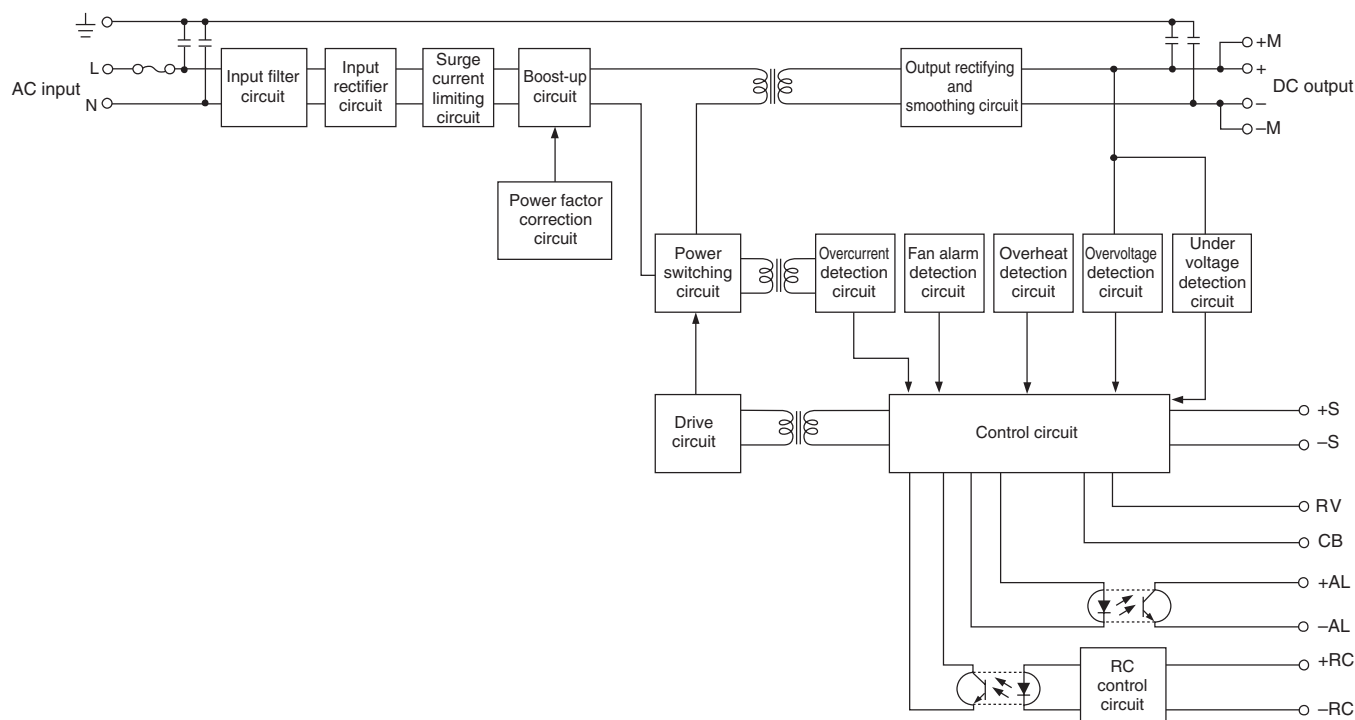 +M
L
AC input
N
Input filter
circuit
Input
rectifier
circuit
Surge
current
limiting
circuit
Boost-up
circuit
Output rectifying
and
smoothing circuit
+
DC output
–
–M
Power factor
correction
circuit
Power
switching
circuit
Overcurrent
detection
circuit
Fan alarm
detection
circuit
Overheat
detection
circuit
Overvoltage
detection
circuit
Under
voltage
detection
circuit
Drive
circuit
Control circuit
+S
–S
RV
CB
+AL
–AL
RC
control
circuit
+RC
–RC